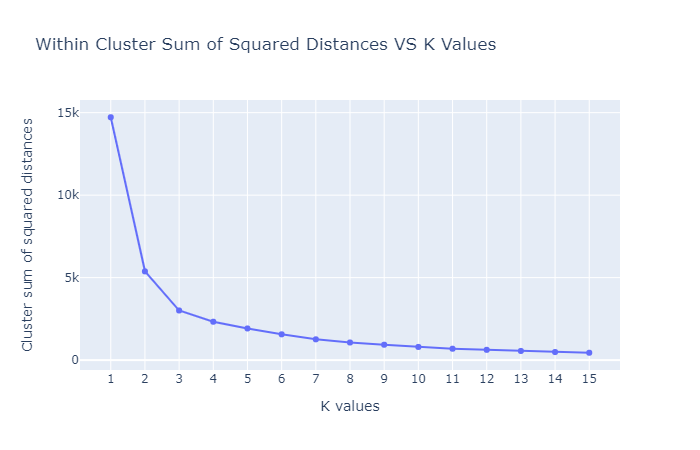 Within Cluster Sum of Squared Distances VS K Values
Cluster sum of squared distances
15k
10k
5k
0
1 2 3 4 5 6 7 8 9 10 11 12 13 14 15
K values